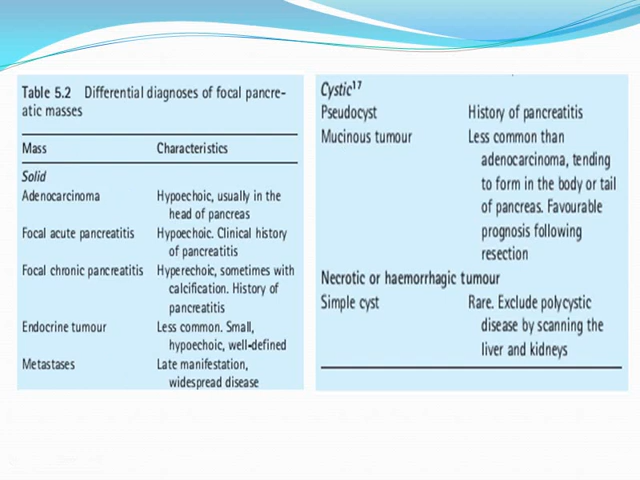 Table 5.2 Differential diagnoses of focal pancre-
atic masses
Mass Characteristics
Solid
Adenocarcinoma Hypoechoic, usually in the
head of pancreas
Focal acute pancreatitis Hypoechoic. Clinical history
of pancreatitis
Focal chronic pancreatitis Hyperechoic, sometimes with
calcification. History of
pancreatitis
Endocrine tumour Less common. Small,
hypoechoic, well-defined
Metastases Late manifestation,
widespread disease
Cystic17
Pseudocyst History of pancreatitis
Mucinous tumour Less common than
adenocarcinoma, tending
to form in the body or tail
of pancreas. Favourable
prognosis following
resection
Necrotic or haemorrhagic tumour
Simple cyst Rare. Exclude polycystic
disease by scanning the
liver and kidneys